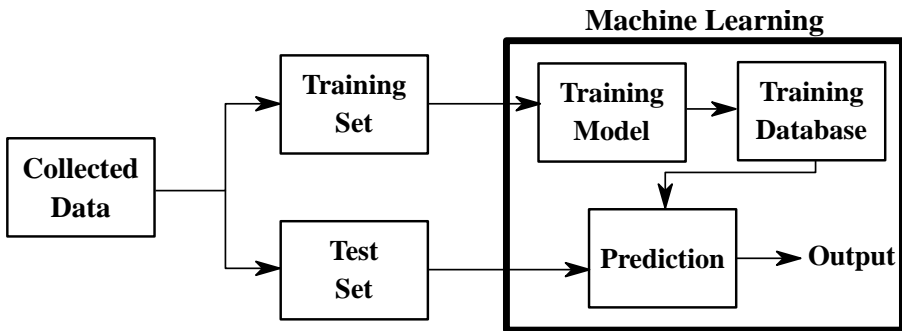 Machine Learning
Training
Set
Training
Model
Training
Database
Collected
Data
Test
Set
Prediction
Output